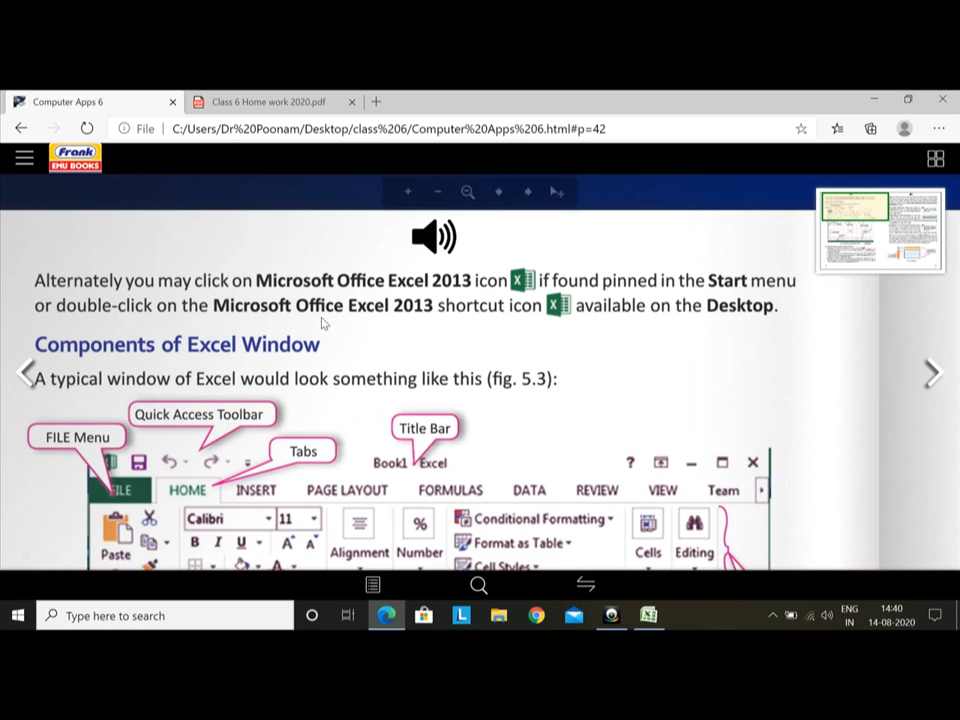 Computer Apps 6
Class 6 Home work 2020.pdf
File
C:/Users/Dr%20Poonam/Desktop/class%206/Computer%20Apps%206.html#p=42
Frank
EMU BOOKS
Alternately you may click on Microsoft Office Excel 2013 icon if found pinned in the Start menu
or double-click on the Microsoft Office Excel 2013 shortcut icon available on the Desktop.
Components of Excel Window
A typical window of Excel would look something like this (fig. 5.3):
Quick Access Toolbar
FILE Menu
Title Bar
Tabs
Book1 - Excel
FILE HOME INSERT PAGE LAYOUT FORMULAS DATA REVIEW VIEW Team
Calibri 11 % Conditional Formatting
B I U A A Format as Table
Paste Alignment Number Cells Editing
A Cell Styles
Type here to search
ENG 14:40
IN 14-08-2020